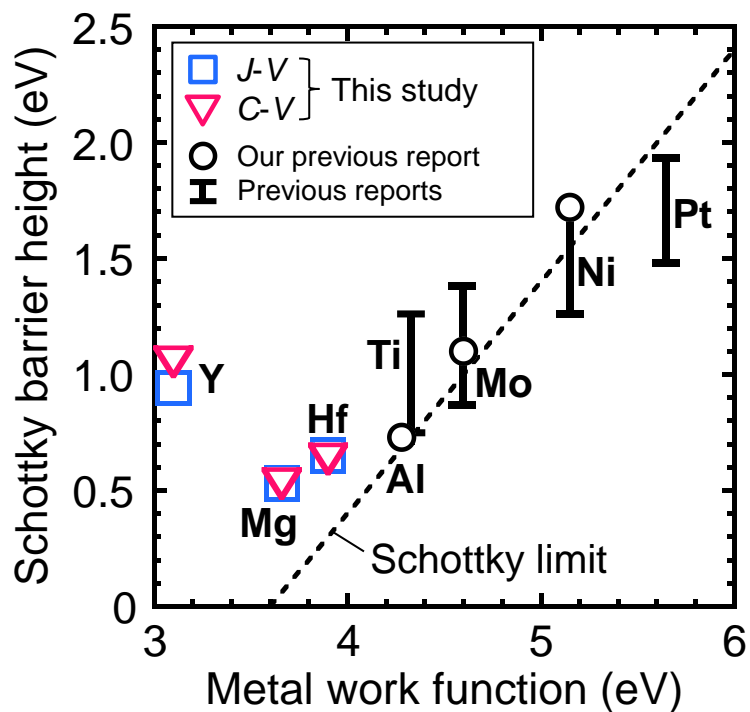 Schottky barrier height (eV)
2.5
2.0
1.5
1.0
0.5
0
J-V
C-V
This study
Our previous report
Previous reports
Pt
Ni
Ti
Mo
Y
Hf
Al
Mg
Schottky limit
3
4
5
6
Metal work function (eV)